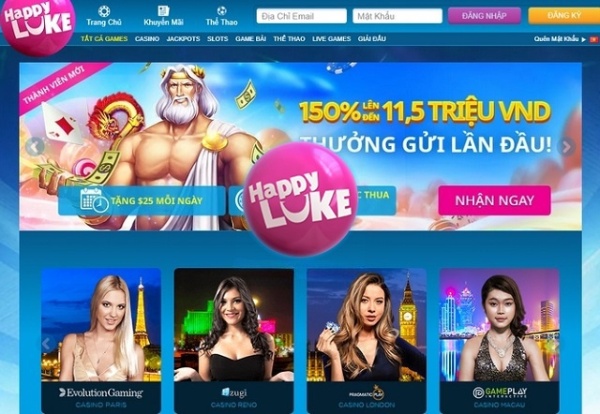 Happy LUKE
Trang Chủ
Khuyến Mãi
Thể Thao
Địa Chỉ Email
Mật Khẩu
ĐĂNG NHẬP
ĐĂNG KÝ
TẤT CẢ GAMES CASINO JACKPOTS SLOTS GAME BÀI THỂ THAO LIVE GAMES GIẢI ĐẤU
Quên Mật Khẩu
THÀNH VIÊN MỚI
150% LÊN ĐẾN 11,5 TRIỆU VND
THƯỞNG GỬI LẦN ĐẦU!
TẶNG $25 MỖI NGÀY
THUA
NHẬN NGAY
Happy LUKE
Evolution Gaming
CASINO PARIS
ezugi
CASINO RENO
PRAGMATIC PLAY
CASINO LONDON
GAMEPLAY
INTERACTIVE
CASINO MACAU